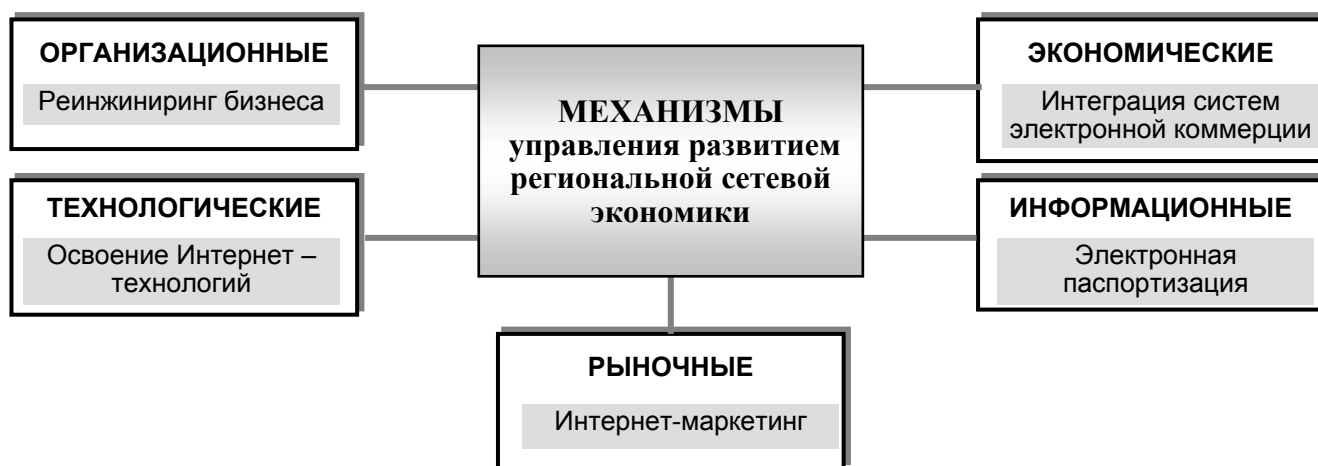 ОРГАНИЗАЦИОННЫЕ
Реинжиниринг бизнеса
ТЕХНОЛОГИЧЕСКИЕ
Освоение Интернет –
технологий
МЕХАНИЗМЫ
управления развитием
региональной сетевой
экономики
ЭКОНОМИЧЕСКИЕ
Интеграция систем
электронной коммерции
ИНФОРМАЦИОННЫЕ
Электронная
паспортизация
РЫНОЧНЫЕ
Интернет-маркетинг